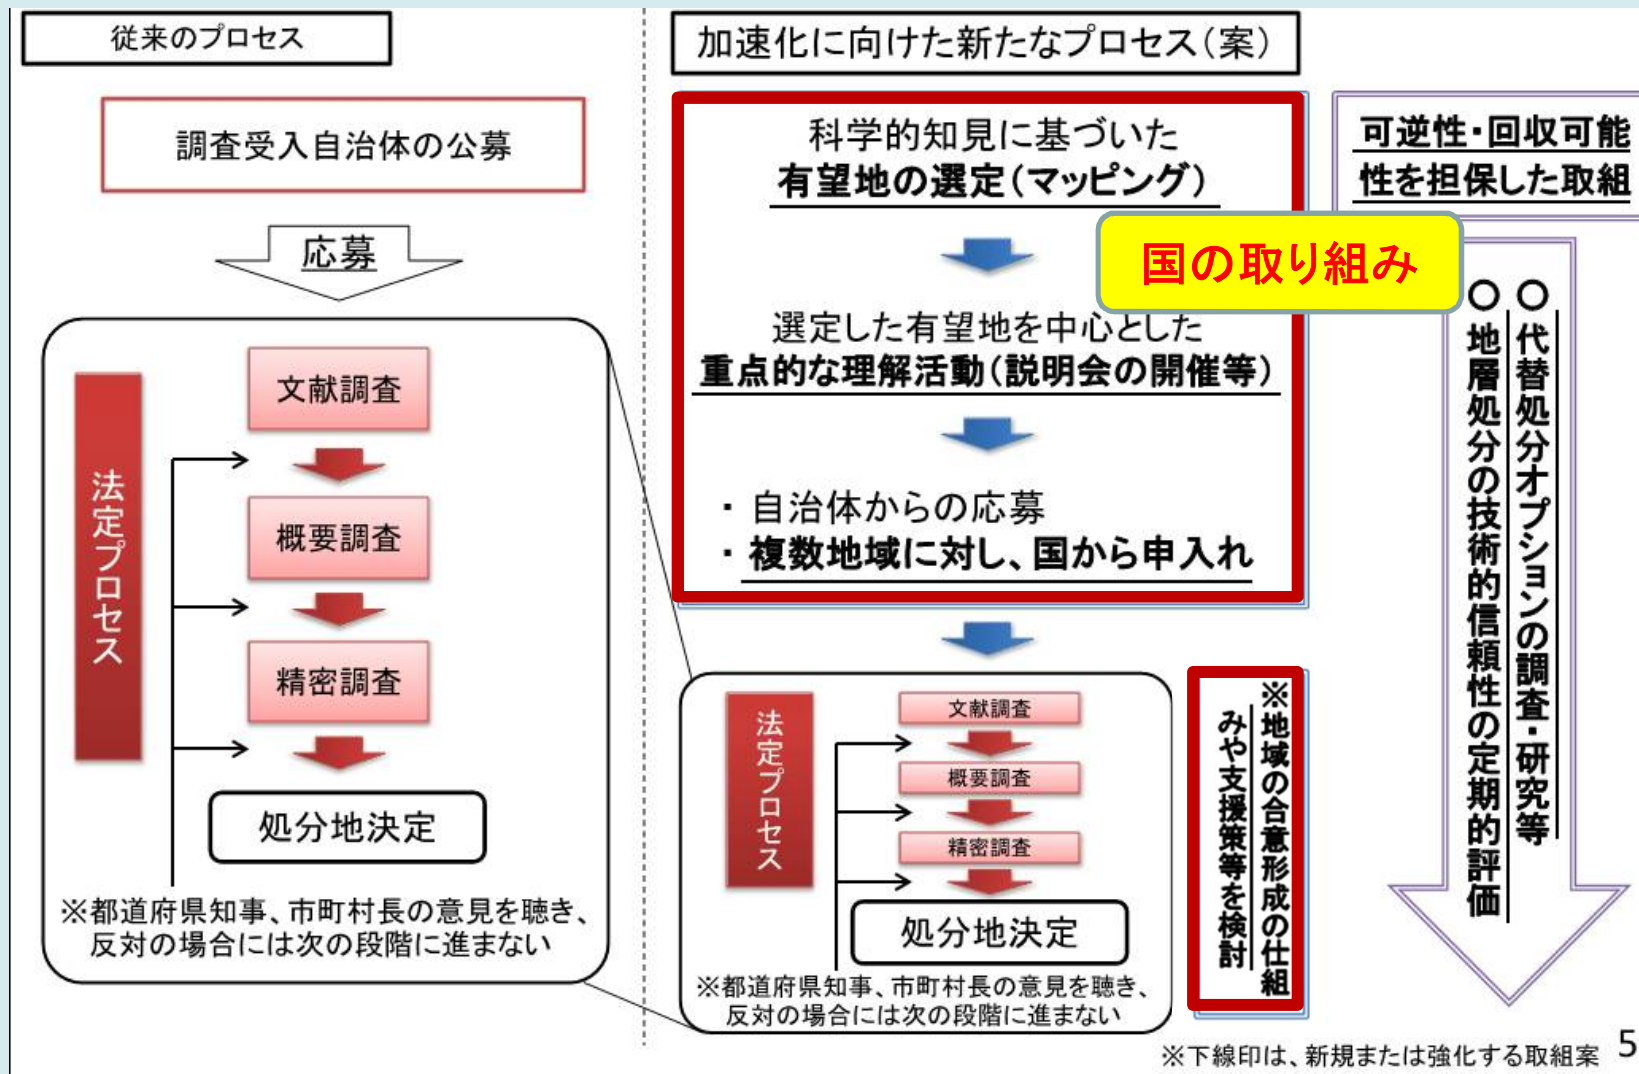 従来のプロセス
調査受入自治体の公募
応募
法定プロセス
文献調査
概要調査
精密調査
処分地決定
※都道府県知事、市町村長の意見を聴き、
反対の場合には次の段階に進まない
加速化に向けた新たなプロセス(案)
科学的知見に基づいた
有望地の選定(マッピング)
国の取り組み
選定した有望地を中心とした
重点的な理解活動(説明会の開催等)
・自治体からの応募
・複数地域に対し、国から申入れ
法定プロセス
文献調査
概要調査
精密調査
処分地決定
※都道府県知事、市町村長の意見を聴き、
反対の場合には次の段階に進まない
※地域の合意形成の仕組
みや支援策等を検討
可逆性・回収可能
性を担保した取組
○代替処分オプションの調査・研究等
○地層処分の技術的信頼性の定期的評価
※下線印は、新規または強化する取組案
5